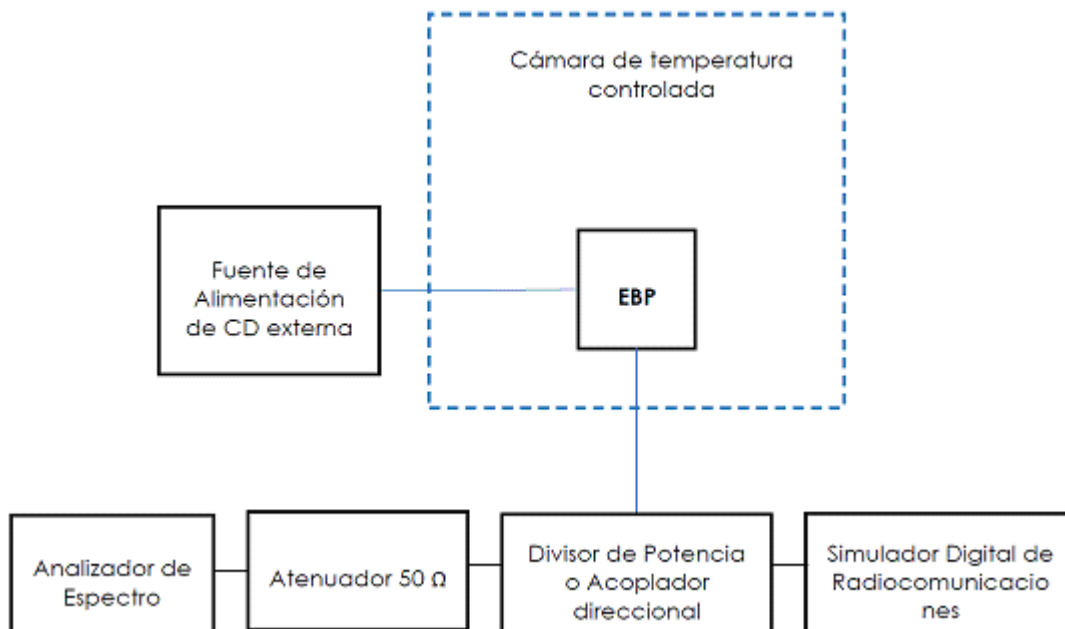 Cámara de temperatura
controlada
Fuente de
Alimentación
de CD externa
EBP
Analizador de
Espectro
Atenuador 50 Ω
Divisor de Potencia
o Acoplador
direccional
Simulador Digital de
Radiocomunicacio
nes